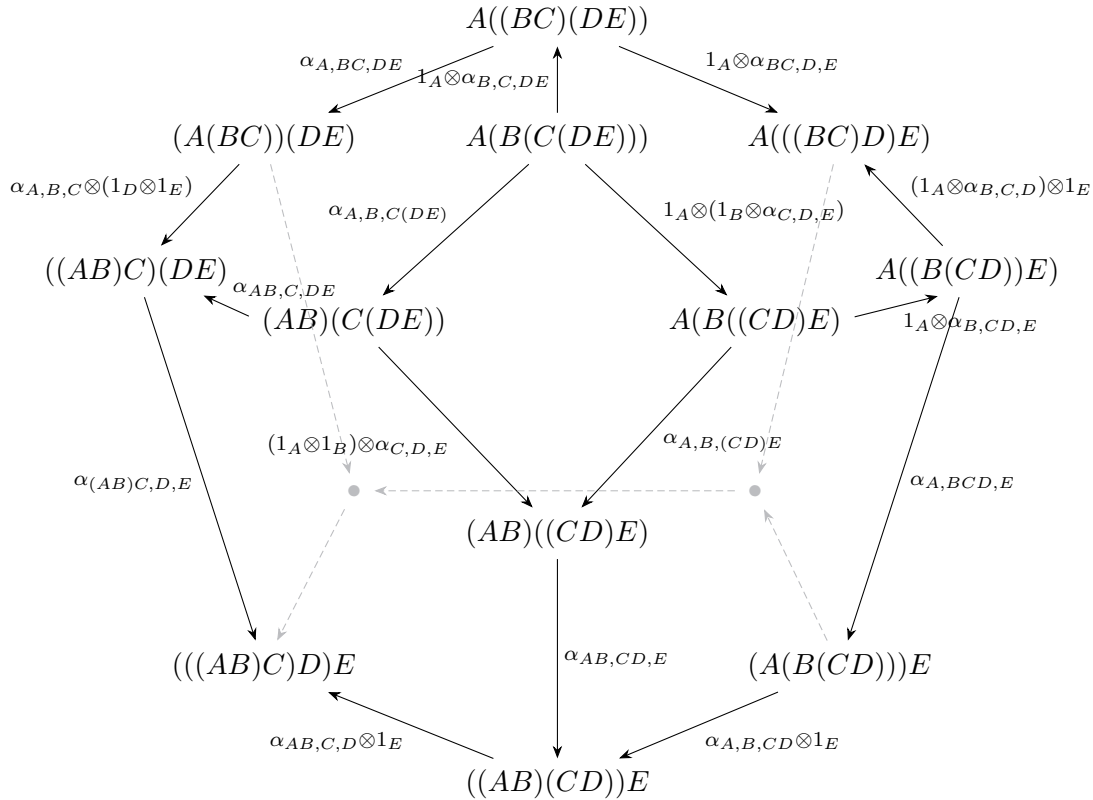 A((BC)(DE))
α_{A,BC,DE}
1_A⊗α_{B,C,DE}
1_A⊗α_{BC,D,E}
(A(BC))(DE)
A(B(C(DE)))
A(((BC)D)E)
α_{A,B,C}⊗(1_D⊗1_E)
α_{A,B,C(DE)}
1_A⊗(1_B⊗α_{C,D,E})
(1_A⊗α_{B,C,D})⊗1_E
((AB)C)(DE)
A((B(CD))E)
α_{AB,C,DE}
(AB)(C(DE))
A(B((CD)E)
1_A⊗α_{B,CD,E}
(1_A⊗1_B)⊗α_{C,D,E}
α_{A,B,(CD)E}
α_{(AB)C,D,E}
α_{A,BCD,E}
(AB)((CD)E)
(((AB)C)D)E
α_{AB,CD,E}
(A(B(CD)))E
α_{AB,C,D}⊗1_E
α_{A,B,CD}⊗1_E
((AB)(CD))E